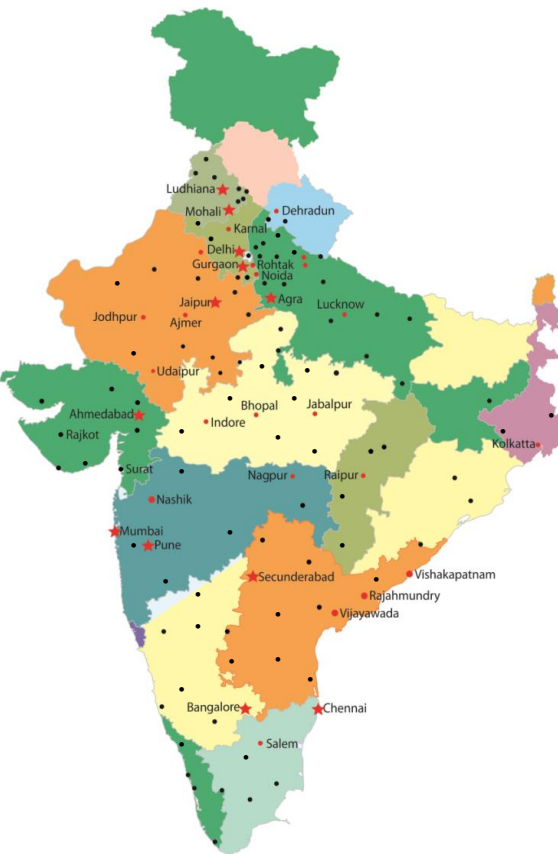 Ludhiana
Mohali
Dehradun
Karnal
Delhi
Gurgaon
Rohtak
Noida
Jaipur
Agra
Jodhpur
Ajmer
Lucknow
Udaipur
Ahmedabad
Bhopal
Jabalpur
Indore
Rajkot
Kolkatta
Surat
Nagpur
Raipur
Nashik
Mumbai
Pune
Secunderabad
Vishakapatnam
Rajahmundry
Vijayawada
Bangalore
Chennai
Salem